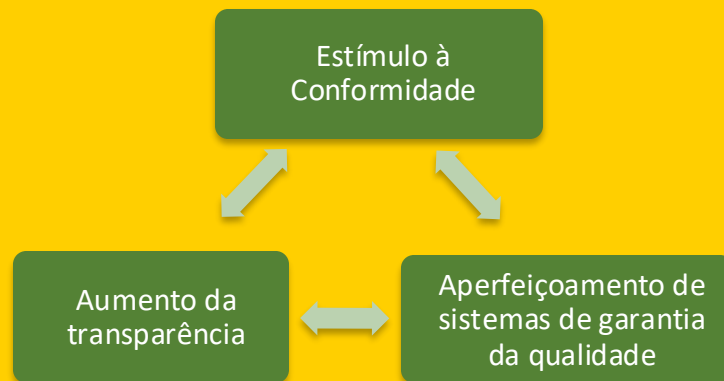 Estímulo à
Conformidade
Aumento da
transparência
Aperfeiçoamento de
sistemas de garantia
da qualidade